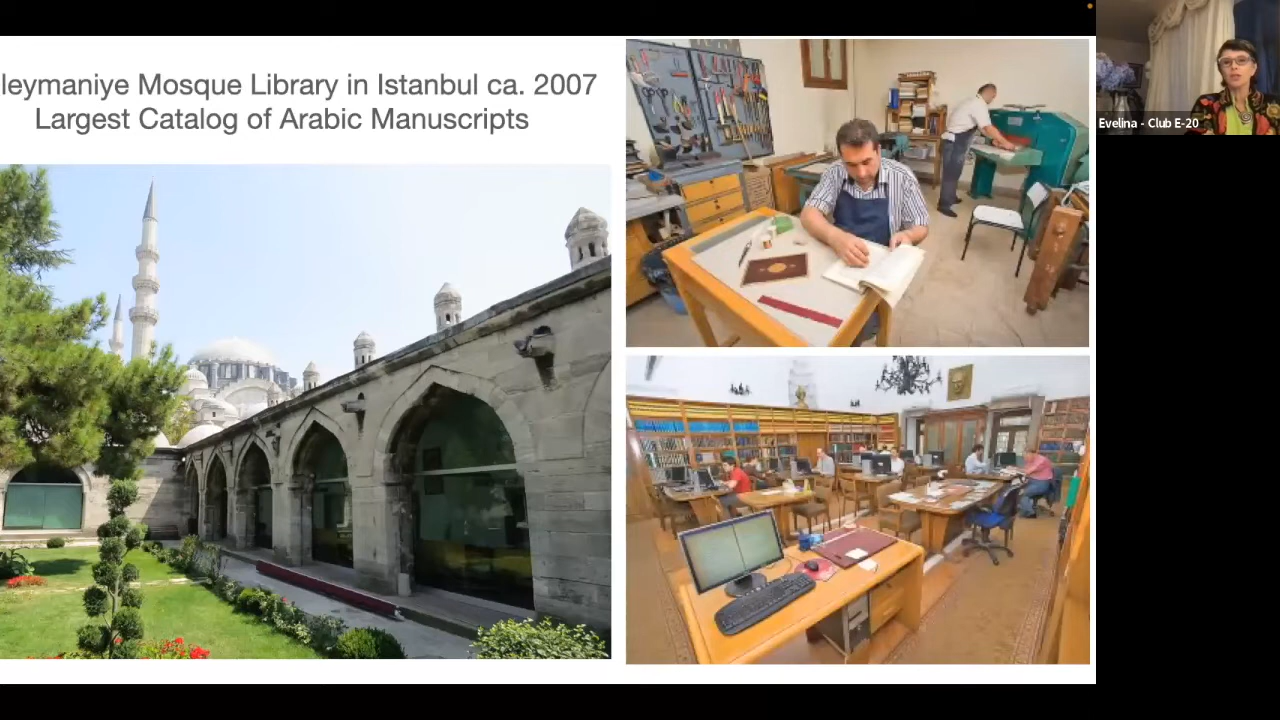 leymaniye Mosque Library in Istanbul ca. 2007
Largest Catalog of Arabic Manuscripts
Evelina - Club E-20